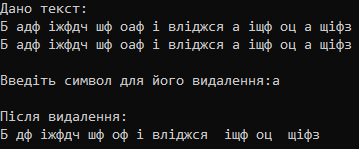 Дано текст:
Б адф іжфдч шф оаф і вліджся а іщф оц а щіфз
Б адф іжфдч шф оаф і вліджся а іщф оц а щіфз
Введіть символ для його видалення:а
Після видалення:
Б дф іжфдч шф оф і вліджся  іщф оц  щіфз